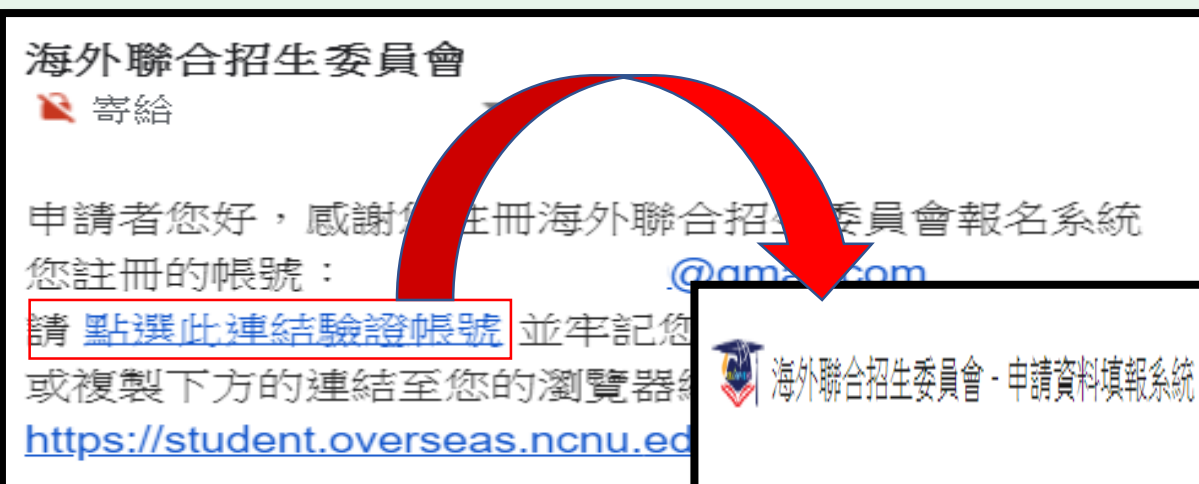 海外聯合招生委員會
寄給
申請者您好，感謝 註冊海外聯合招 委員會報名系統
您註冊的帳號： @gma com
請 點選此連結驗證帳號 並牢記您
或複製下方的連結至您的瀏覽器
https://student.overseas.ncnu.ed
海外聯合招生委員會 - 申請資料填報系統